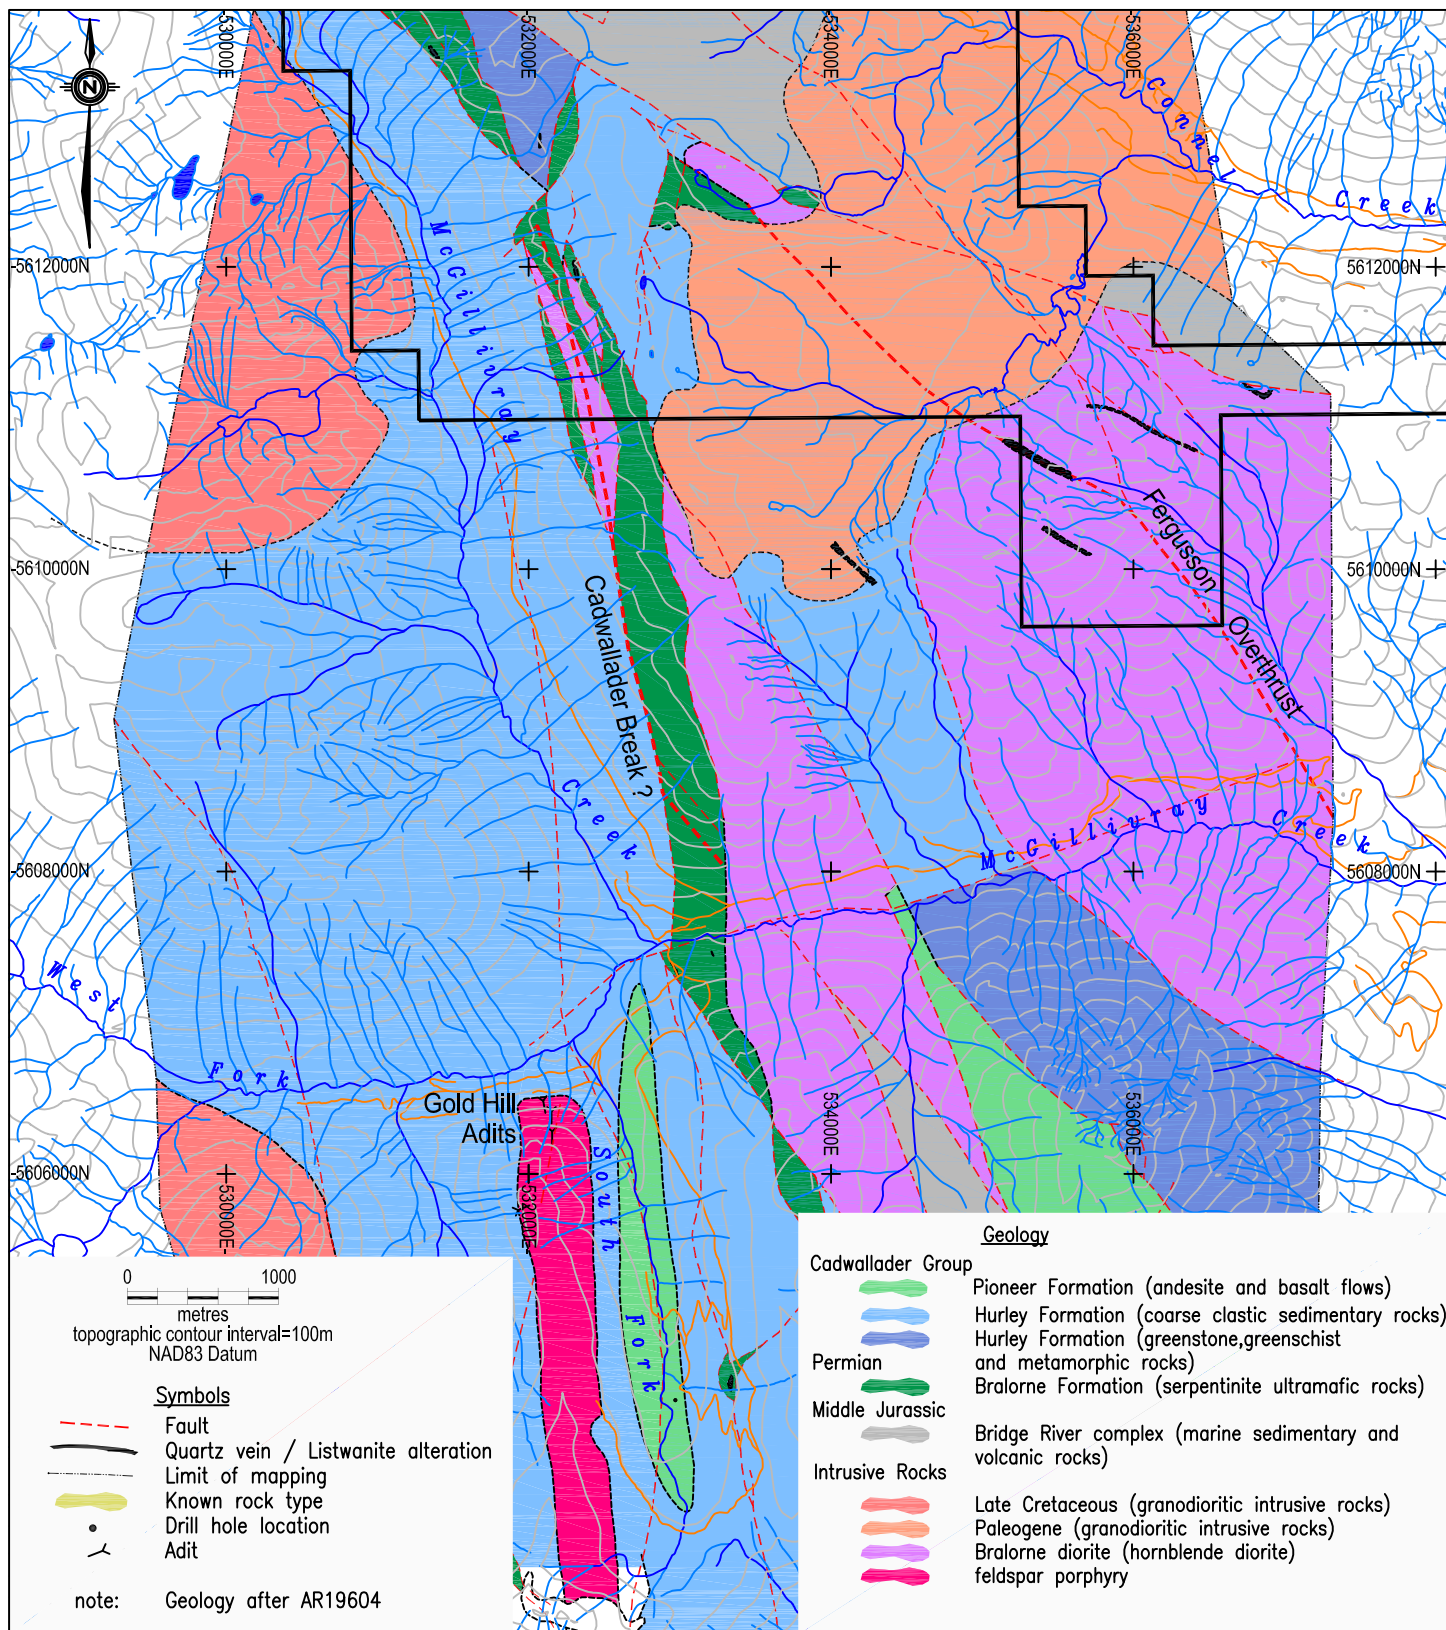 530000E
532000E
534000E
536000E
N
Connel
Creek
McGillivray
5612000N
5612000N
5610000N
5610000N
Cadwallader Break ?
Fergusson
Overthrust
Creek
McGillivray
Creek
5608000N
5608000N
West
Fork
Gold Hill
Adits
South
Fork
534000E
536000E
5606000N
530000E
532000E
0 1000
metres
topographic contour interval=100m
NAD83 Datum
Symbols
Fault
Quartz vein / Listwanite alteration
Limit of mapping
Known rock type
Drill hole location
Adit
note: Geology after AR19604
Geology
Cadwallader Group
Pioneer Formation (andesite and basalt flows)
Hurley Formation (coarse clastic sedimentary rocks)
Hurley Formation (greenstone,greenschist
and metamorphic rocks)
Permian
Bralorne Formation (serpentinite ultramafic rocks)
Middle Jurassic
Bridge River complex (marine sedimentary and
volcanic rocks)
Intrusive Rocks
Late Cretaceous (granodioritic intrusive rocks)
Paleogene (granodioritic intrusive rocks)
Bralorne diorite (hornblende diorite)
feldspar porphyry